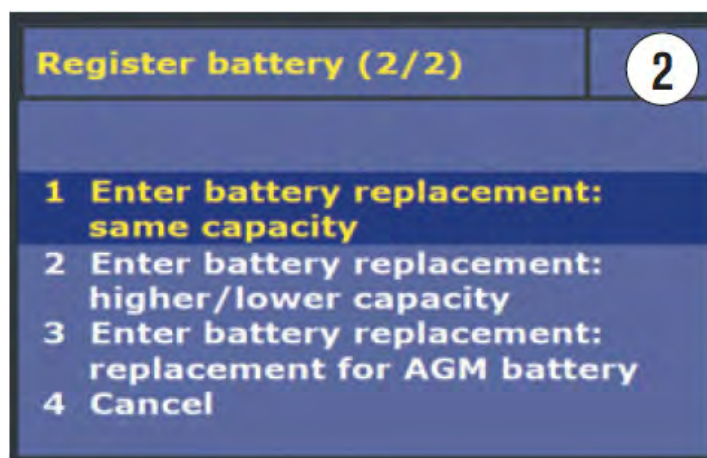 Register battery (2/2)
2
1 Enter battery replacement:
same capacity
2 Enter battery replacement:
higher/lower capacity
3 Enter battery replacement:
replacement for AGM battery
4 Cancel